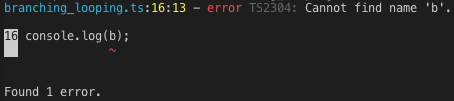 branching_looping.ts:16:13 - error TS2304: Cannot find name 'b'.
16 console.log(b);
~
Found 1 error.